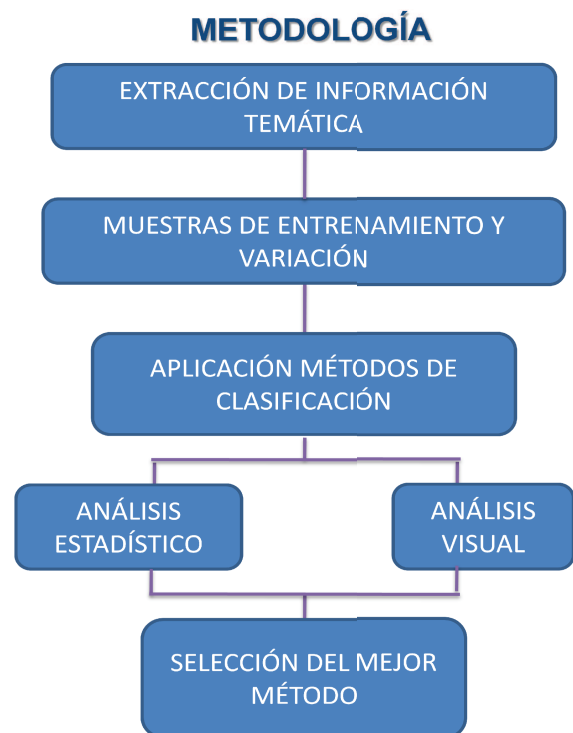 METODOLOGÍA
EXTRACCIÓN DE INFORMACIÓN
TEMÁTICA
MUESTRAS DE ENTRENAMIENTO Y
VARIACIÓN
APLICACIÓN MÉTODOS DE
CLASIFICACIÓN
ANÁLISIS
ESTADÍSTICO
ANÁLISIS
VISUAL
SELECCIÓN DEL MEJOR
MÉTODO